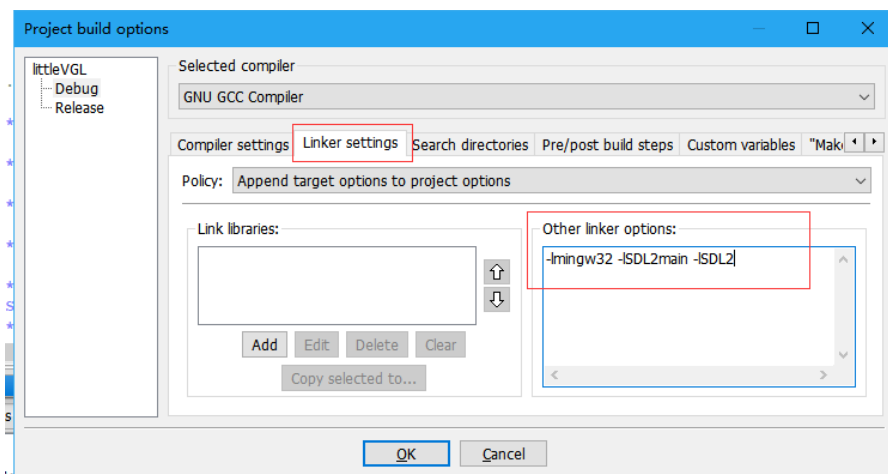 Project build options
littleVGL
Debug
Release
Selected compiler
GNU GCC Compiler
Compiler settings Linker settings Search directories Pre/post build steps Custom variables "Make
Policy: Append target options to project options
Link libraries:
Add Edit Delete Clear
Copy selected to...
Other linker options:
-lmingw32 -lSDL2main -lSDL2
OK Cancel